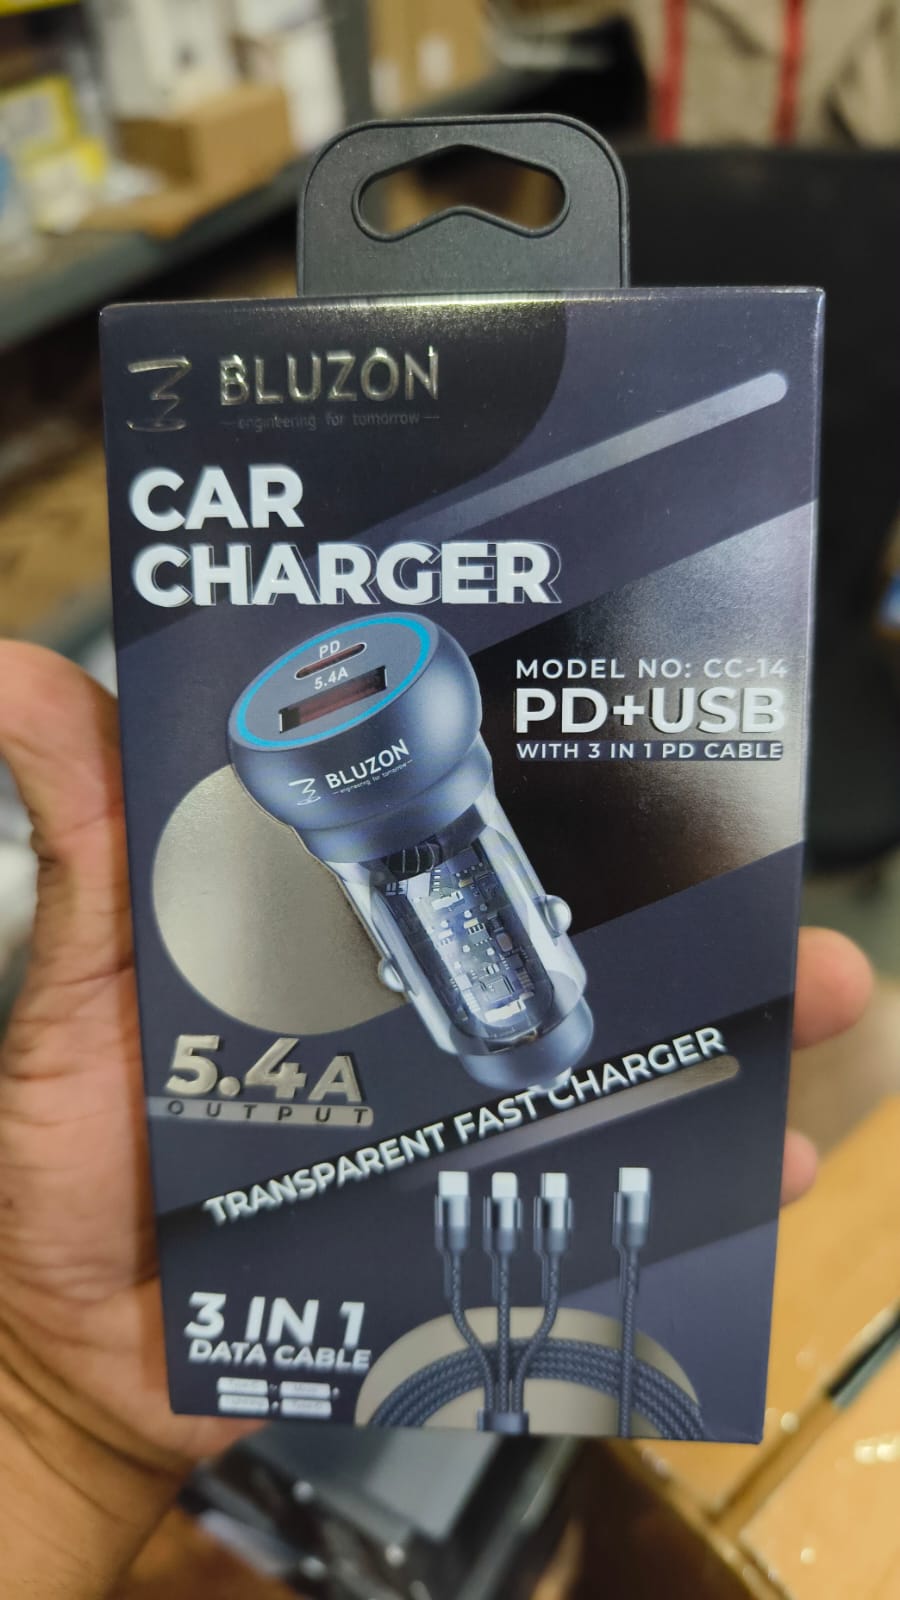 BLUZON
engineering for tomorrow
CAR
CHARGER
PD
5.4A
BLUZON
engineering for tomorrow
MODEL NO: CC-14
PD+USB
WITH 3 IN 1 PD CABLE
5.4A
OUTPUT
TRANSPARENT FAST CHARGER
3 IN 1
DATA CABLE